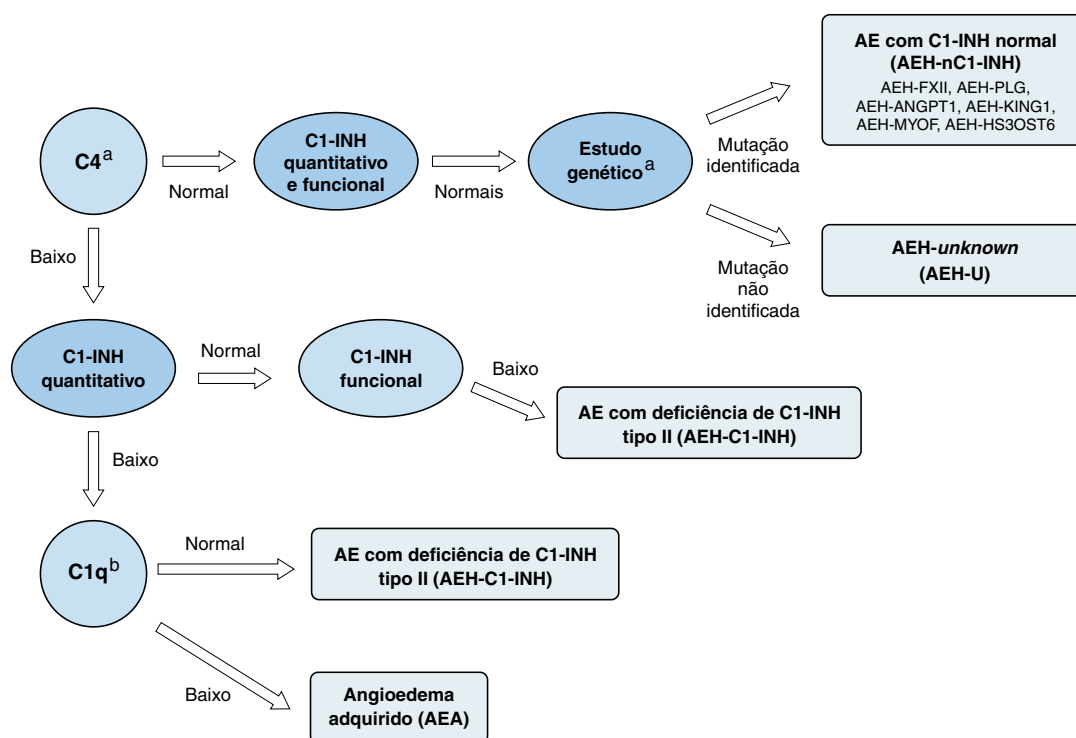 AE com C1-INH normal
(AEH-nC1-INH)
AEH-FXII, AEH-PLG,
AEH-ANGPT1, AEH-KING1,
AEH-MYOF, AEH-HS3OST6
C4a
Normal
C1-INH
quantitativo
e funcional
Normais
Estudo
genéticoa
Mutação
identificada
Mutação
não
identificada
AEH-unknown
(AEH-U)
Baixo
C1-INH
quantitativo
Normal
C1-INH
funcional
Baixo
AE com deficiência de C1-INH
tipo II (AEH-C1-INH)
Baixo
C1qb
Normal
AE com deficiência de C1-INH
tipo II (AEH-C1-INH)
Baixo
Angioedema
adquirido (AEA)